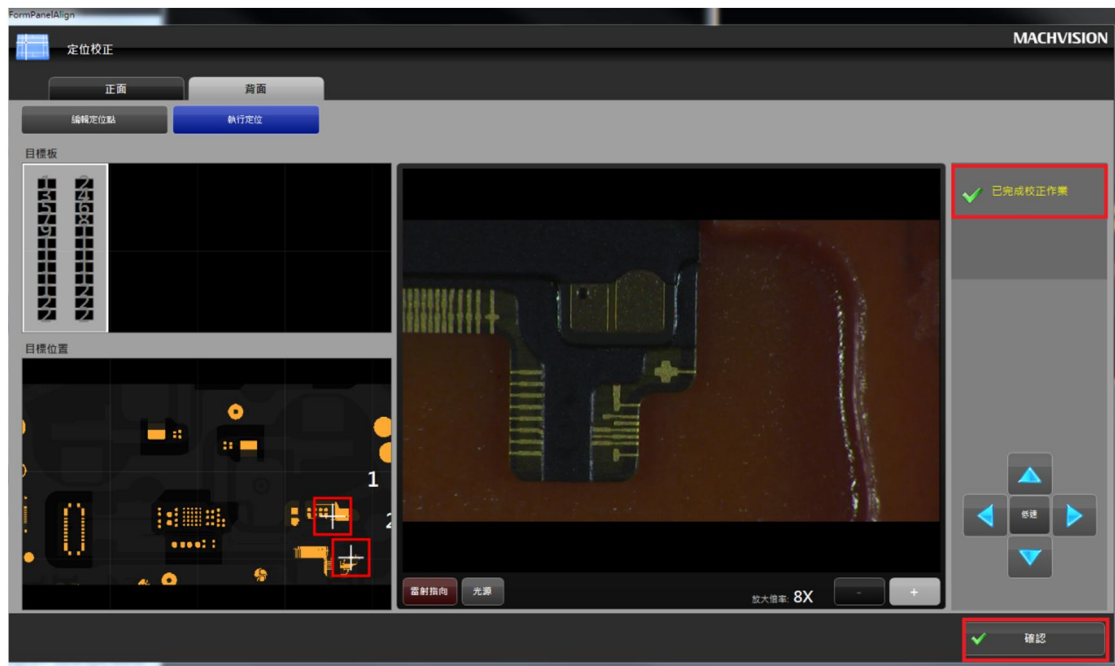 FormPanelAlign
定位校正
MACHVISION
正面
背面
編輯定位點
執行定位
目標板
已完成校正作業
目標位置
1
2
低速
雷射指向
光源
放大倍率: 8X
-
+
確認